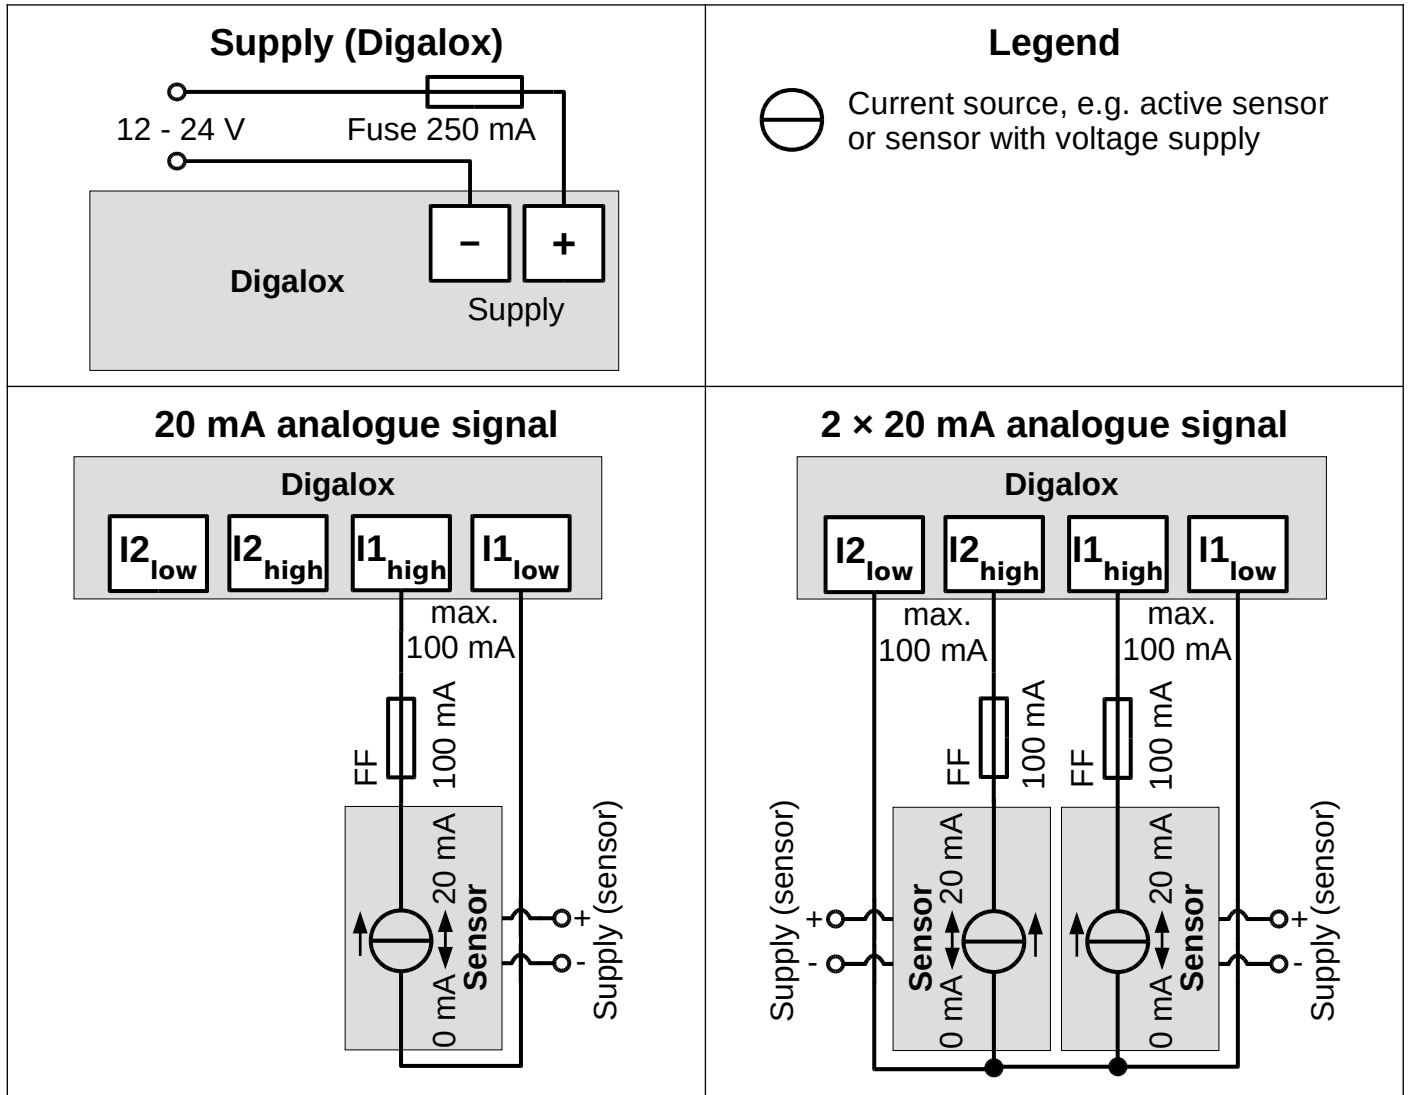 Supply (Digalox)
12 - 24 V
Fuse 250 mA
−
+
Digalox
Supply
Legend
Current source, e.g. active sensor
or sensor with voltage supply
20 mA analogue signal
Digalox
I2low
I2high
I1high
I1low
max.
100 mA
FF
100 mA
0 mA
20 mA
Sensor
+
-
Supply (sensor)
2 × 20 mA analogue signal
Digalox
I2low
I2high
I1high
I1low
max.
100 mA
max.
100 mA
FF
100 mA
FF
100 mA
Supply (sensor)
+
-
Sensor
0 mA
20 mA
0 mA
20 mA
Sensor
+
-
Supply (sensor)